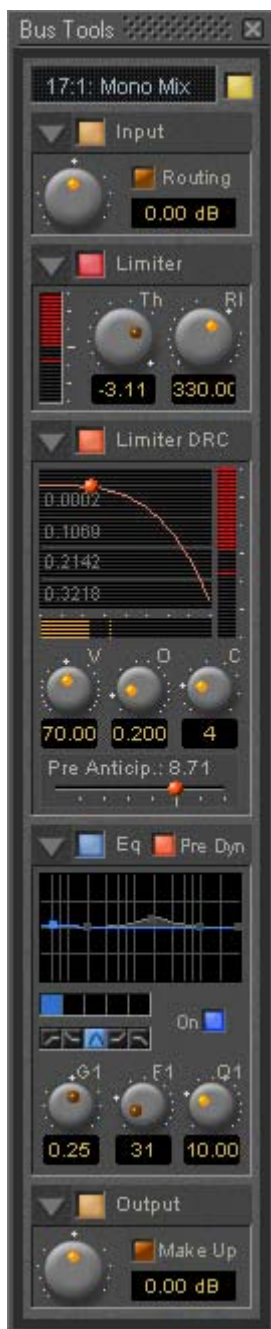 Bus Tools
17:1: Mono Mix
Input
Routing
0.00 dB
Limiter
Th Rl
-3.11 330.00
Limiter DRC
0.0002
0.1069
0.2142
0.3218
V O C
70.00 0.200 4
Pre Anticip.: 8.71
Eq Pre Dyn
On
G1 F1 Q1
0.25 31 10.00
Output
Make Up
0.00 dB